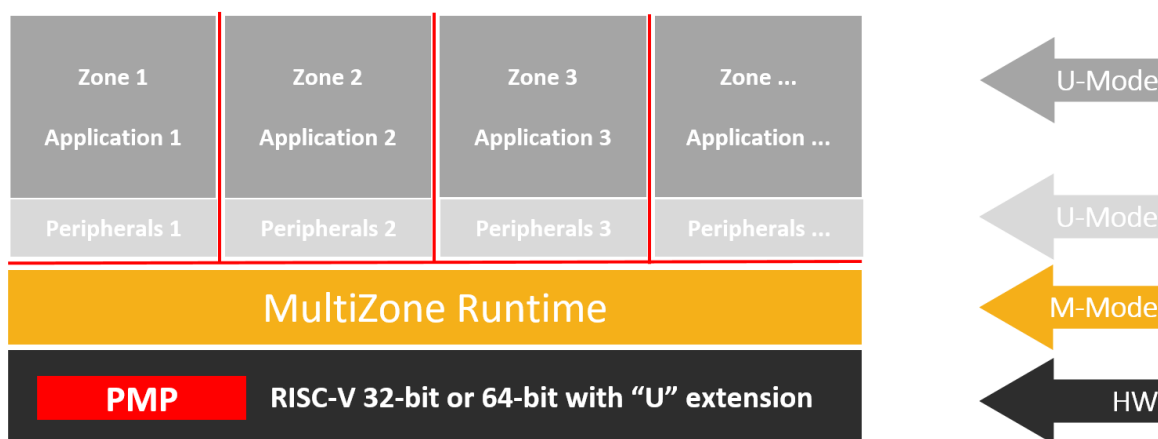 Zone 1
Zone 2
Zone 3
Zone ...
U-Mode
Application 1
Application 2
Application 3
Application ...
Peripherals 1
Peripherals 2
Peripherals 3
Peripherals ...
U-Mode
MultiZone Runtime
M-Mode
PMP
RISC-V 32-bit or 64-bit with “U” extension
HW